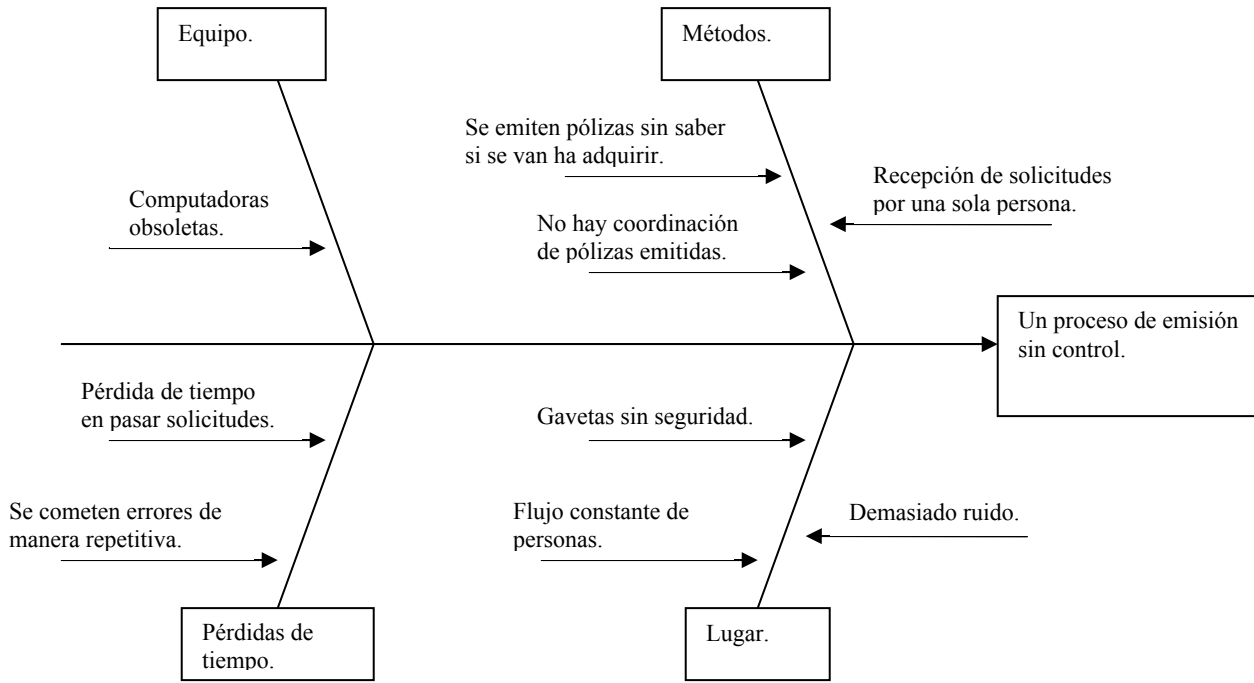 Equipo.
Métodos.
Se emiten pólizas sin saber
si se van ha adquirir.
Recepción de solicitudes
por una sola persona.
Computadoras
obsoletas.
No hay coordinación
de pólizas emitidas.
Un proceso de emisión
sin control.
Pérdida de tiempo
en pasar solicitudes.
Gavetas sin seguridad.
Se cometen errores de
manera repetitiva.
Flujo constante de
personas.
Demasiado ruido.
Pérdidas de
tiempo.
Lugar.